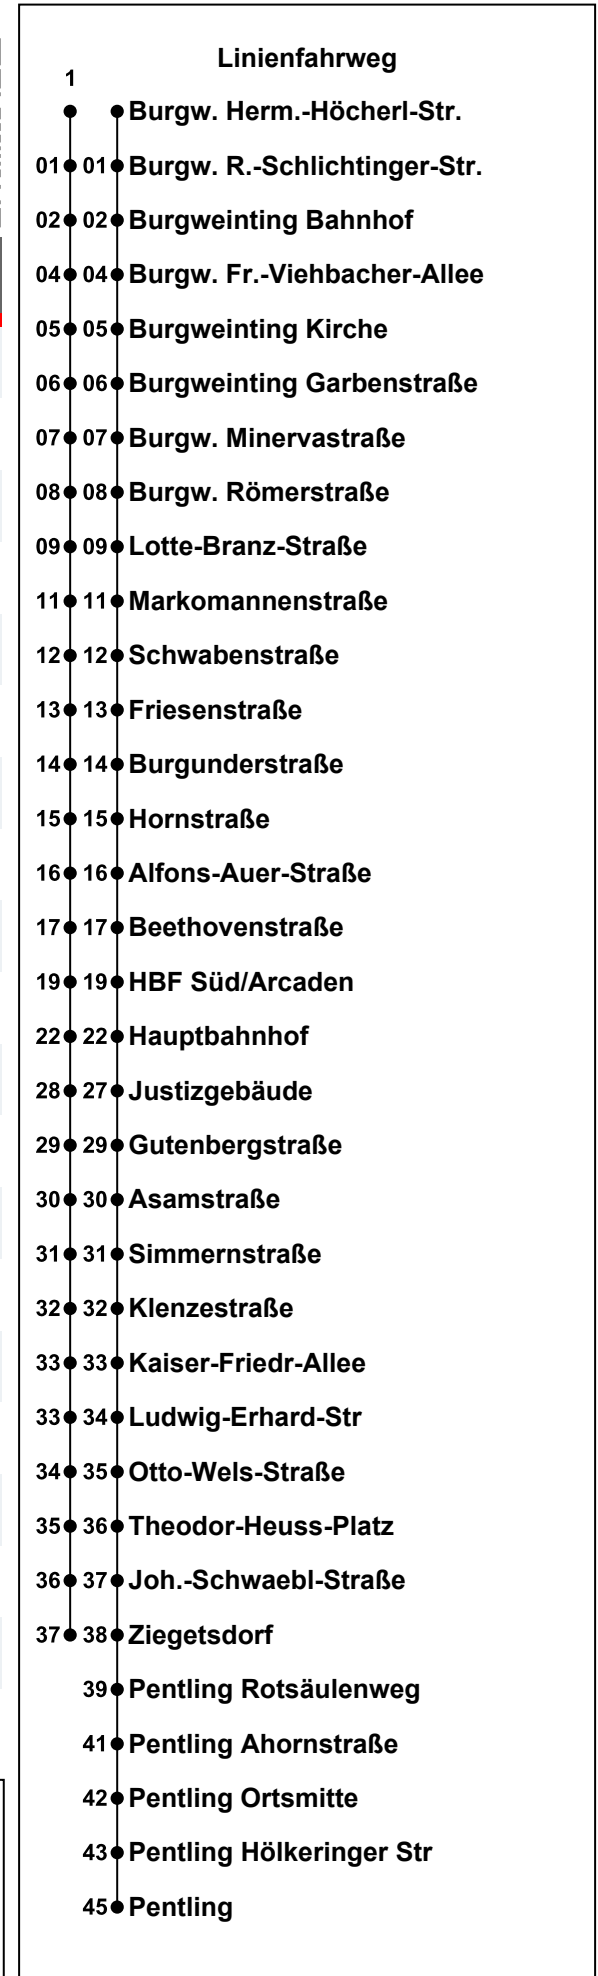 Linienfahrweg
1
Burgw. Herm.-Höcherl-Str.
01 01 Burgw. R.-Schlichtinger-Str.
02 02 Burgweinting Bahnhof
04 04 Burgw. Fr.-Viehbacher-Allee
05 05 Burgweinting Kirche
06 06 Burgweinting Garbenstraße
07 07 Burgw. Minervastraße
08 08 Burgw. Römerstraße
09 09 Lotte-Branz-Straße
11 11 Markomannenstraße
12 12 Schwabenstraße
13 13 Friesenstraße
14 14 Burgunderstraße
15 15 Hornstraße
16 16 Alfons-Auer-Straße
17 17 Beethovenstraße
19 19 HBF Süd/Arcaden
22 22 Hauptbahnhof
28 27 Justizgebäude
29 29 Gutenbergstraße
30 30 Asamstraße
31 31 Simmernstraße
32 32 Klenzestraße
33 33 Kaiser-Friedr-Allee
33 34 Ludwig-Erhard-Str
34 35 Otto-Wels-Straße
35 36 Theodor-Heuss-Platz
36 37 Joh.-Schwaebl-Straße
37 38 Ziegetsdorf
39 Pentling Rotsäulenweg
41 Pentling Ahornstraße
42 Pentling Ortsmitte
43 Pentling Hölkeringer Str
45 Pentling